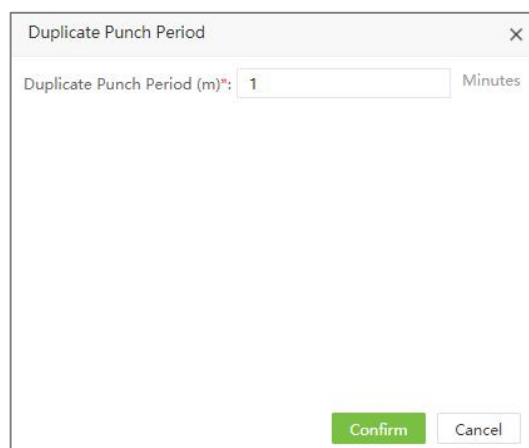 Duplicate Punch Period
Duplicate Punch Period (m)*: 1 Minutes
Confirm Cancel